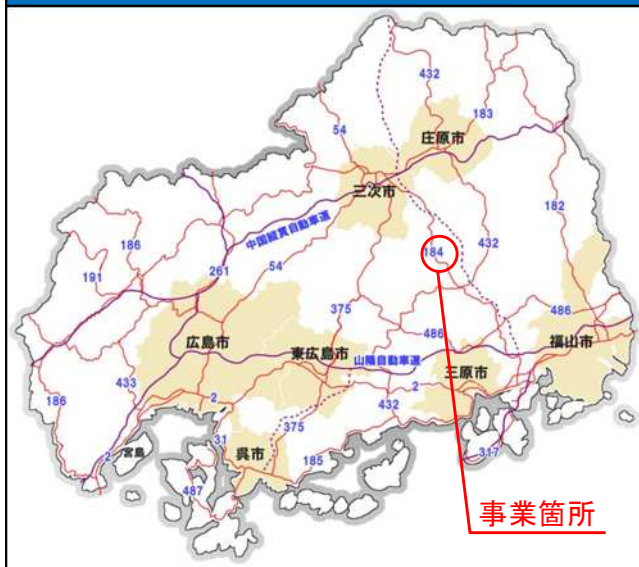 432
183
54
庄原市
三次市
182
中国縦貫自動車道
186
184
432
191
261
54
375
486
広島市
486
東広島市
山陽自動車道
福山市
三原市
433
2
2
186
432
375
31
185
317
呉市
2
宮島
487
事業箇所